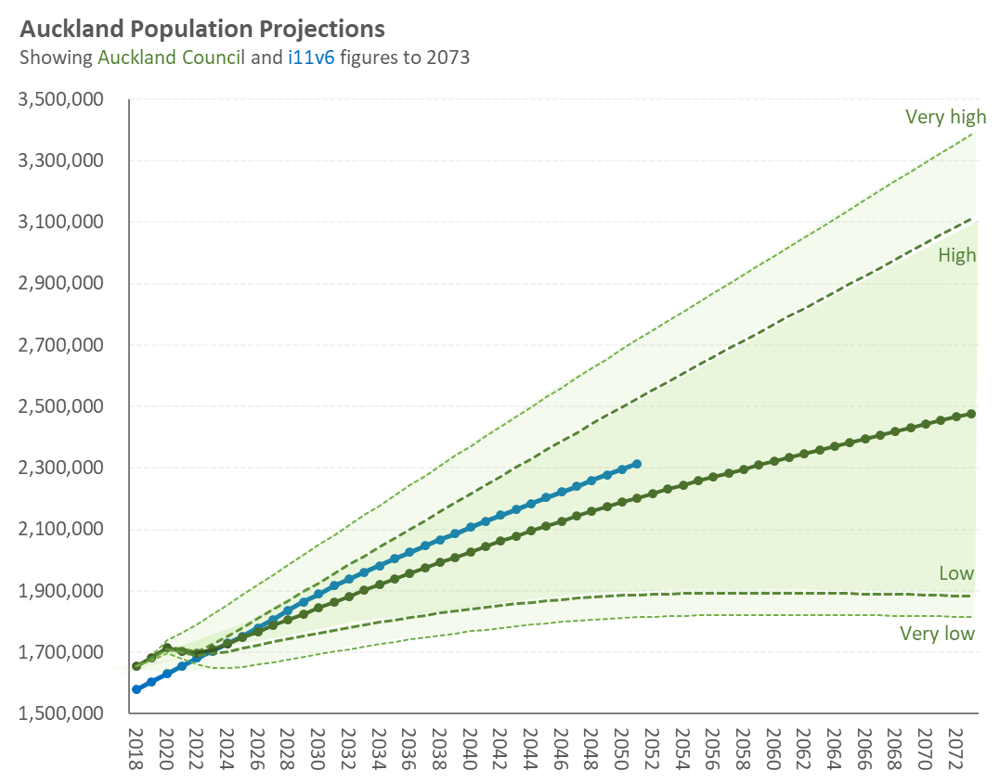 Auckland Population Projections
Showing Auckland Council and i11v6 figures to 2073
3,500,000
Very high
3,300,000
3,100,000
High
2,900,000
2,700,000
2,500,000
2,300,000
2,100,000
1,900,000
Low
Very low
1,700,000
1,500,000
2018 2020 2022 2024 2026 2028 2030 2032 2034 2036 2038 2040 2042 2044 2046 2048 2050 2052 2054 2056 2058 2060 2062 2064 2066 2068 2070 2072